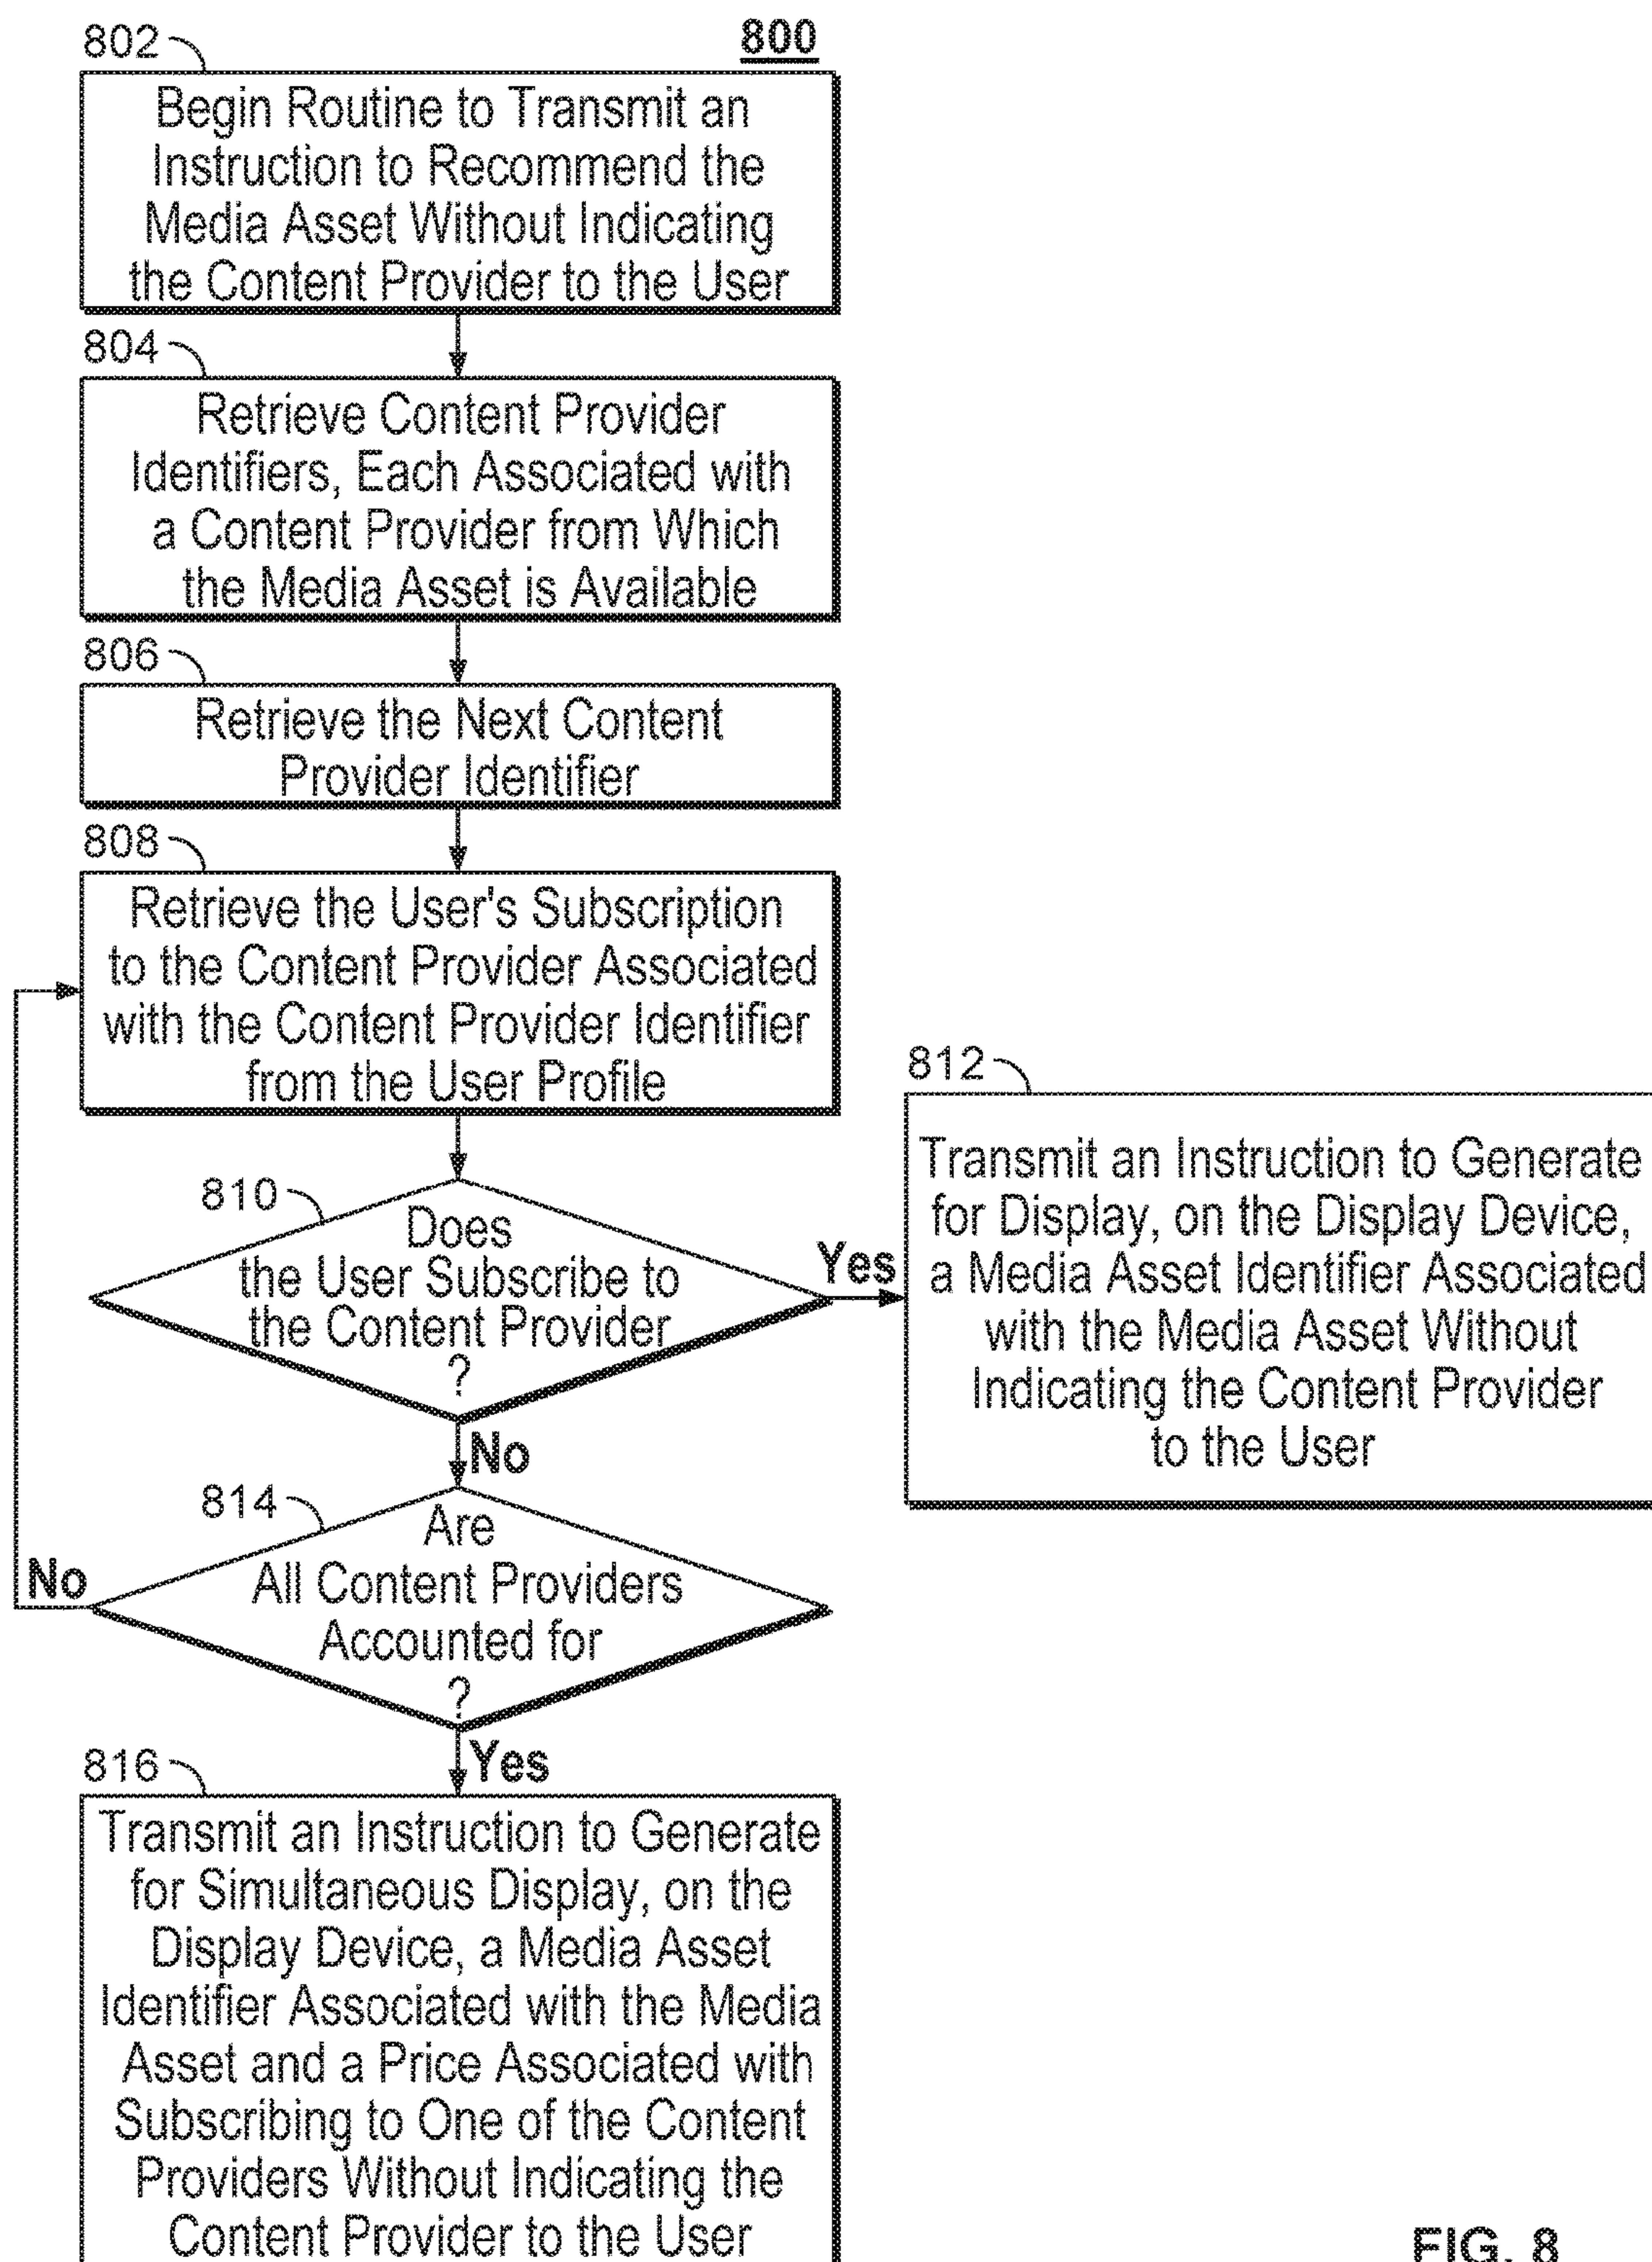 800
802
Begin Routine to Transmit an
Instruction to Recommend the
Media Asset Without Indicating
the Content Provider to the User
804
Retrieve Content Provider
Identifiers, Each Associated with
a Content Provider from Which
the Media Asset is Available
806
Retrieve the Next Content
Provider Identifier
808
Retrieve the User's Subscription
to the Content Provider Associated
with the Content Provider Identifier
from the User Profile
810
Does
the User Subscribe to
the Content Provider
?
Yes
812
Transmit an Instruction to Generate
for Display, on the Display Device,
a Media Asset Identifier Associated
with the Media Asset Without
Indicating the Content Provider
to the User
No
814
Are
All Content Providers
Accounted for
?
No
Yes
816
Transmit an Instruction to Generate
for Simultaneous Display, on the
Display Device, a Media Asset
Identifier Associated with the Media
Asset and a Price Associated with
Subscribing to One of the Content
Providers Without Indicating the
Content Provider to the User
FIG. 8